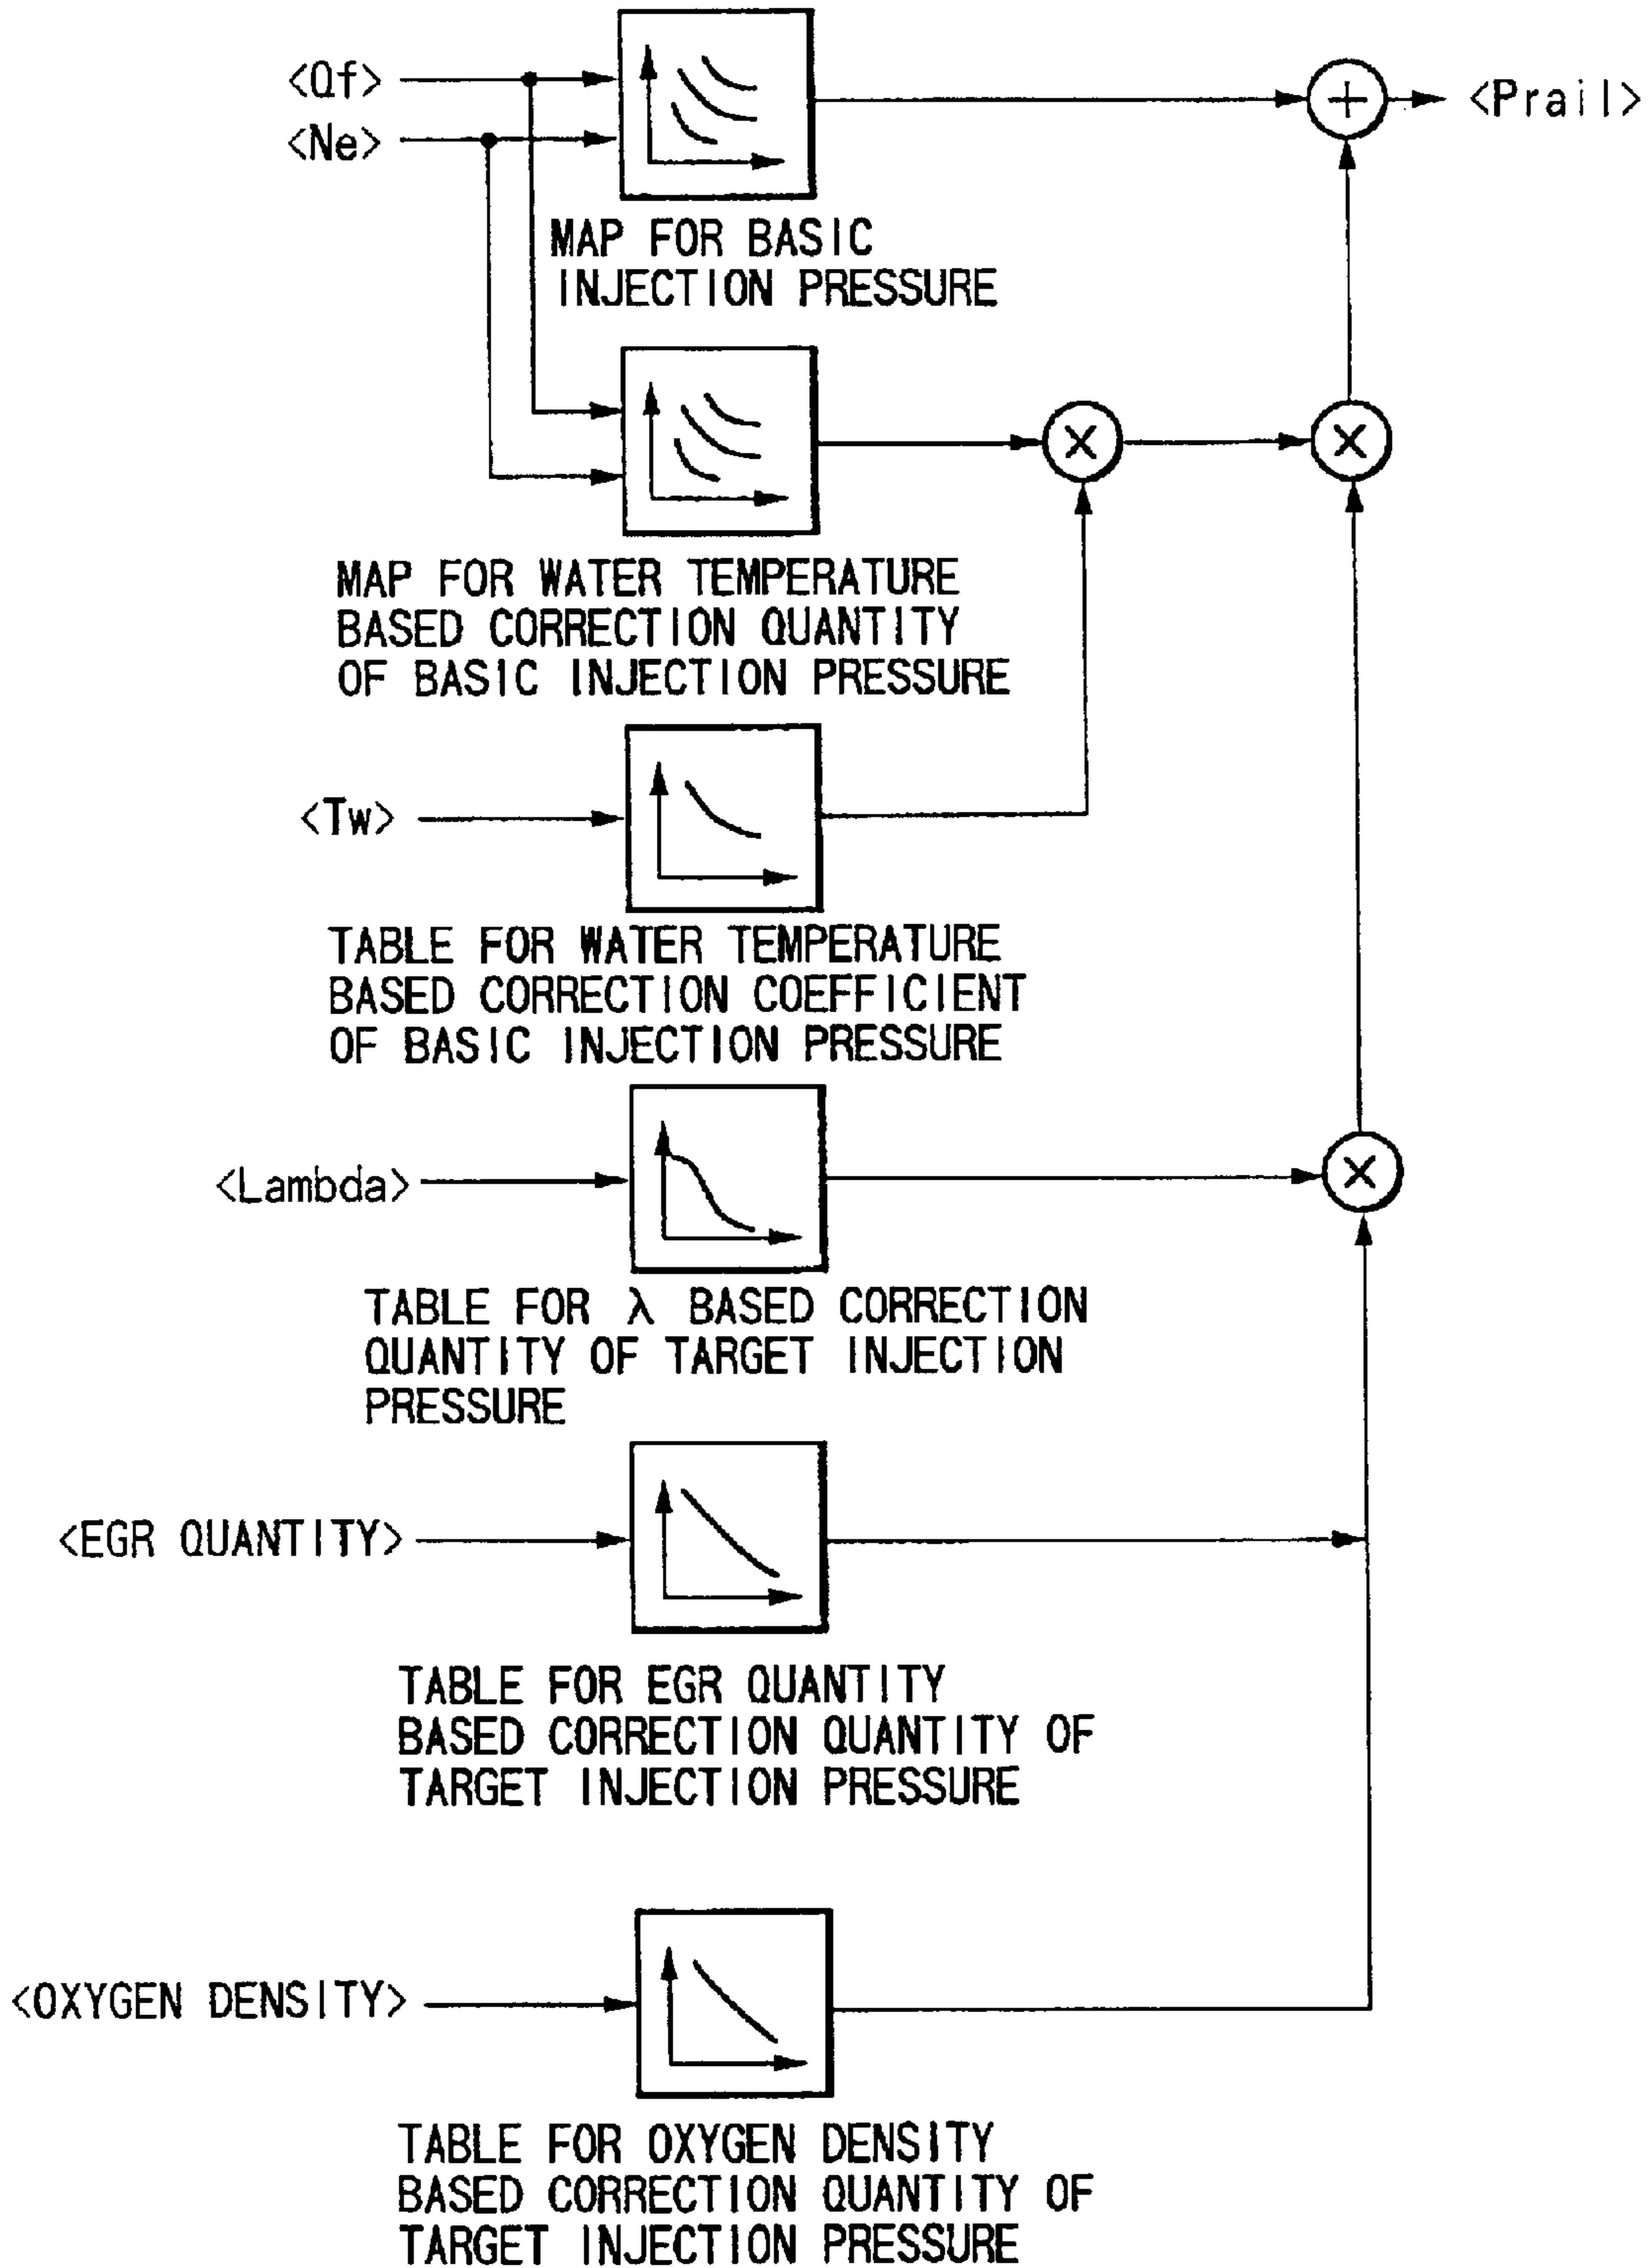 <Qf>
<Ne>
<Prail>
+
MAP FOR BASIC
INJECTION PRESSURE
×
×
MAP FOR WATER TEMPERATURE
BASED CORRECTION QUANTITY
OF BASIC INJECTION PRESSURE
<Tw>
TABLE FOR WATER TEMPERATURE
BASED CORRECTION COEFFICIENT
OF BASIC INJECTION PRESSURE
<Lambda>
×
TABLE FOR λ BASED CORRECTION
QUANTITY OF TARGET INJECTION
PRESSURE
<EGR QUANTITY>
TABLE FOR EGR QUANTITY
BASED CORRECTION QUANTITY OF
TARGET INJECTION PRESSURE
<OXYGEN DENSITY>
TABLE FOR OXYGEN DENSITY
BASED CORRECTION QUANTITY OF
TARGET INJECTION PRESSURE